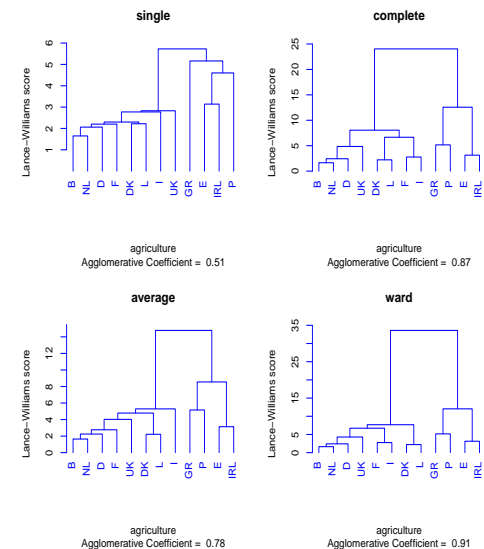 single
Lance−Williams score
1 2 3 4 5 6
B NL D F DK L I UK GR E IRL P
agriculture
Agglomerative Coefficient = 0.51
complete
Lance−Williams score
0 5 10 15 20 25
B NL D UK DK L F I GR P E IRL
agriculture
Agglomerative Coefficient = 0.87
average
Lance−Williams score
0 2 4 6 8 12
B NL D F UK DK L I GR P E IRL
agriculture
Agglomerative Coefficient = 0.78
ward
Lance−Williams score
0 5 15 25 35
B NL D UK F I DK L GR P E IRL
agriculture
Agglomerative Coefficient = 0.91